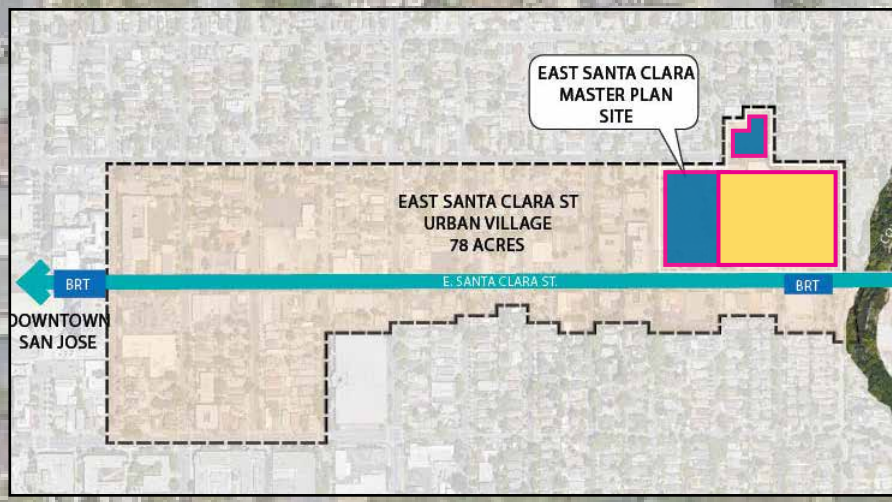 EAST SANTA CLARA
MASTER PLAN
SITE
EAST SANTA CLARA ST
URBAN VILLAGE
78 ACRES
BRT
E. SANTA CLARA ST.
BRT
DOWNTOWN
SAN JOSE